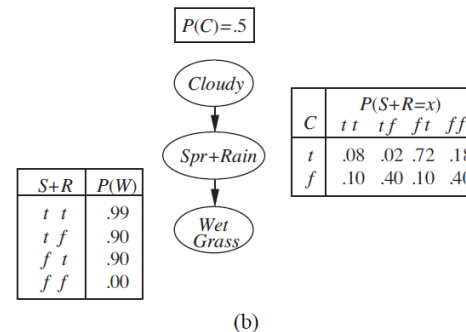 P(C)=.5
Cloudy
Spr+Rain
Wet
Grass
P(S+R=x)
C t t t f f t f f
t .08 .02 .72 .18
f .10 .40 .10 .40
S+R P(W)
t t .99
t f .90
f t .90
f f .00
(b)